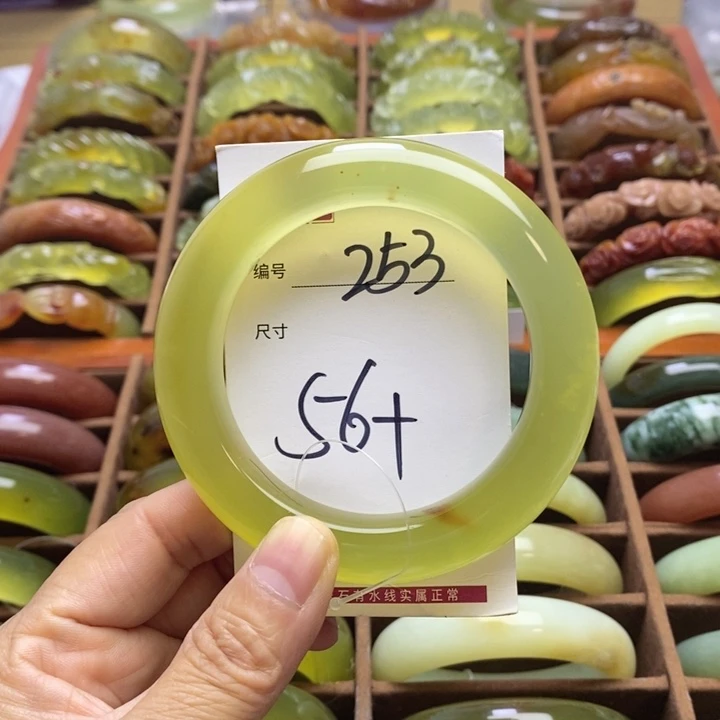 编号 253
尺寸
56+
石有水线实属正常